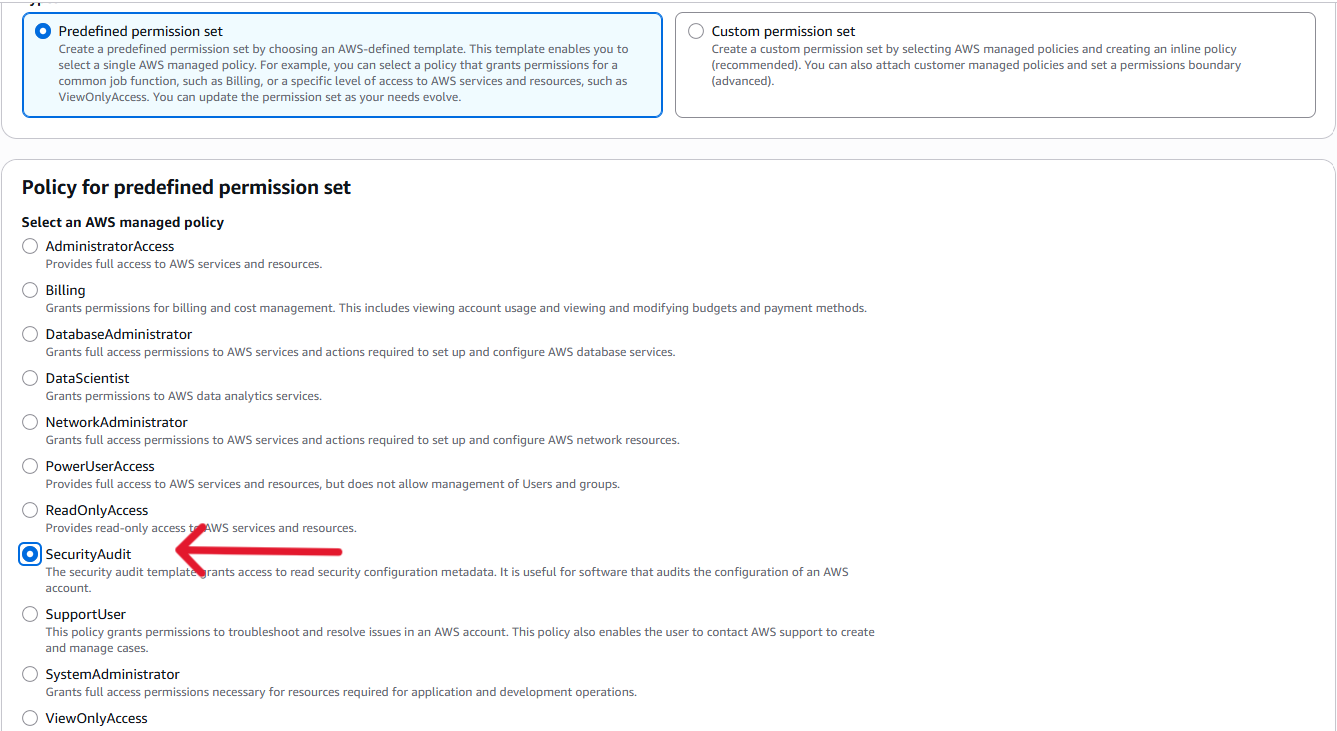 Predefined permission set
Create a predefined permission set by choosing an AWS-defined template. This template enables you to
select a single AWS managed policy. For example, you can select a policy that grants permissions for a
common job function, such as Billing, or a specific level of access to AWS services and resources, such as
ViewOnlyAccess. You can update the permission set as your needs evolve.
Custom permission set
Create a custom permission set by selecting AWS managed policies and creating an inline policy
(recommended). You can also attach customer managed policies and set a permissions boundary
(advanced).
Policy for predefined permission set
Select an AWS managed policy
AdministratorAccess
Provides full access to AWS services and resources.
Billing
Grants permissions for billing and cost management. This includes viewing account usage and viewing and modifying budgets and payment methods.
DatabaseAdministrator
Grants full access permissions to AWS services and actions required to set up and configure AWS database services.
DataScientist
Grants permissions to AWS data analytics services.
NetworkAdministrator
Grants full access permissions to AWS services and actions required to set up and configure AWS network resources.
PowerUserAccess
Provides full access to AWS services and resources, but does not allow management of Users and groups.
ReadOnlyAccess
Provides read-only access to AWS services and resources.
SecurityAudit
The security audit template grants access to read security configuration metadata. It is useful for software that audits the configuration of an AWS
account.
SupportUser
This policy grants permissions to troubleshoot and resolve issues in an AWS account. This policy also enables the user to contact AWS support to create
and manage cases.
SystemAdministrator
Grants full access permissions necessary for resources required for application and development operations.
ViewOnlyAccess